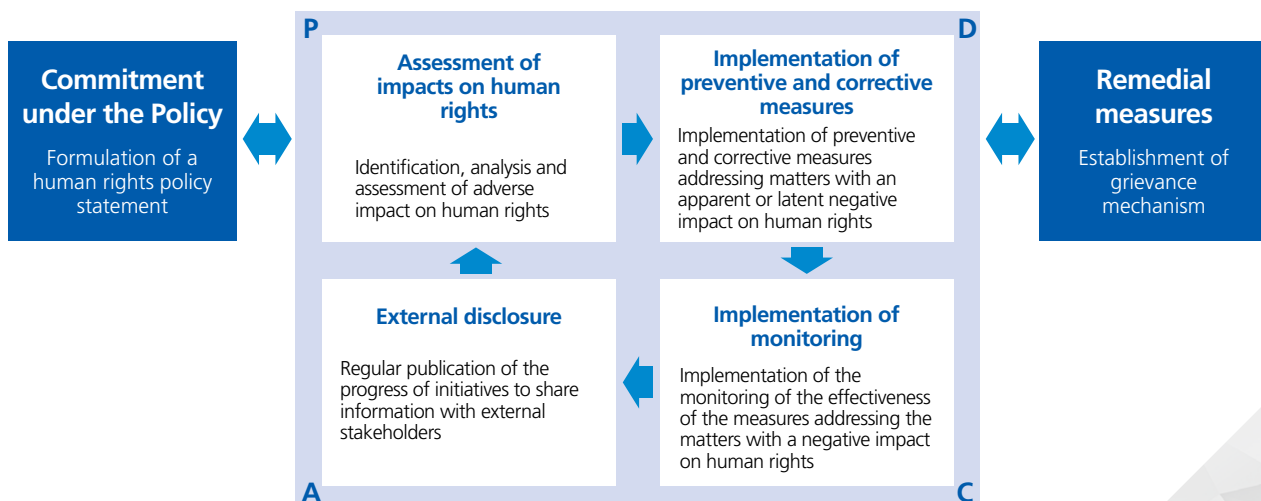 Commitment
under the Policy
Formulation of a
human rights policy
statement
P
Assessment of
impacts on human
rights
Identification, analysis and
assessment of adverse
impact on human rights
D
Implementation of
preventive and corrective
measures
Implementation of preventive
and corrective measures
addressing matters with an
apparent or latent negative
impact on human rights
Remedial
measures
Establishment of
grievance
mechanism
External disclosure
Regular publication of the
progress of initiatives to share
information with external
stakeholders
A
Implementation of
monitoring
Implementation of the
monitoring of the effectiveness
of the measures addressing the
matters with a negative impact
on human rights
C